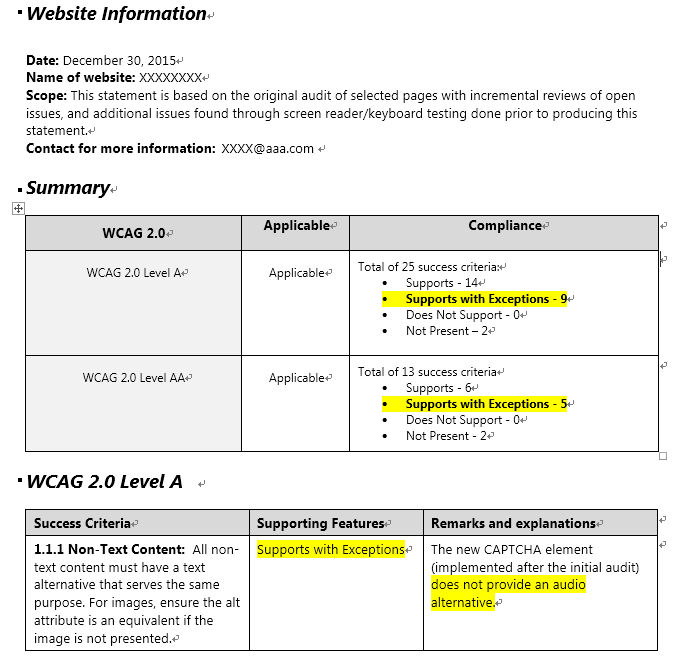 Website Information
Date: December 30, 2015
Name of website: XXXXXXXX
Scope: This statement is based on the original audit of selected pages with incremental reviews of open
issues, and additional issues found through screen reader/keyboard testing done prior to producing this
statement.
Contact for more information: XXXX@aaa.com
Summary
WCAG 2.0 Applicable Compliance
WCAG 2.0 Level A Applicable Total of 25 success criteria:
• Supports - 14
• Supports with Exceptions - 9
• Does Not Support - 0
• Not Present – 2
WCAG 2.0 Level AA Applicable Total of 13 success criteria
• Supports - 6
• Supports with Exceptions - 5
• Does Not Support - 0
• Not Present - 2
WCAG 2.0 Level A
Success Criteria Supporting Features Remarks and explanations
1.1.1 Non-Text Content: All non-
text content must have a text
alternative that serves the same
purpose. For images, ensure the alt
attribute is an equivalent if the
image is not presented.
Supports with Exceptions
The new CAPTCHA element
(implemented after the initial audit)
does not provide an audio
alternative.